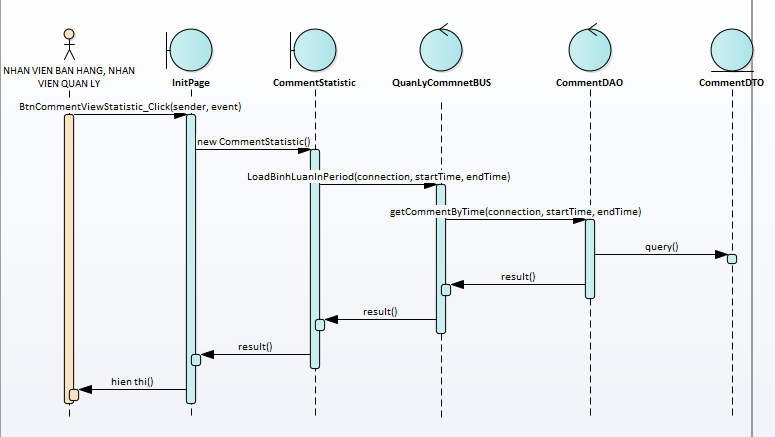 NHAN VIEN BAN HANG, NHAN
VIEN QUAN LY
InitPage
CommentStatistic
QuanLyCommnetBUS
CommentDAO
CommentDTO
BtnCommentViewStatistic_Click(sender, event)
new CommentStatistic()
LoadBinhLuanInPeriod(connection, startTime, endTime)
getCommentByTime(connection, startTime, endTime)
query()
result()
result()
result()
hien thi()